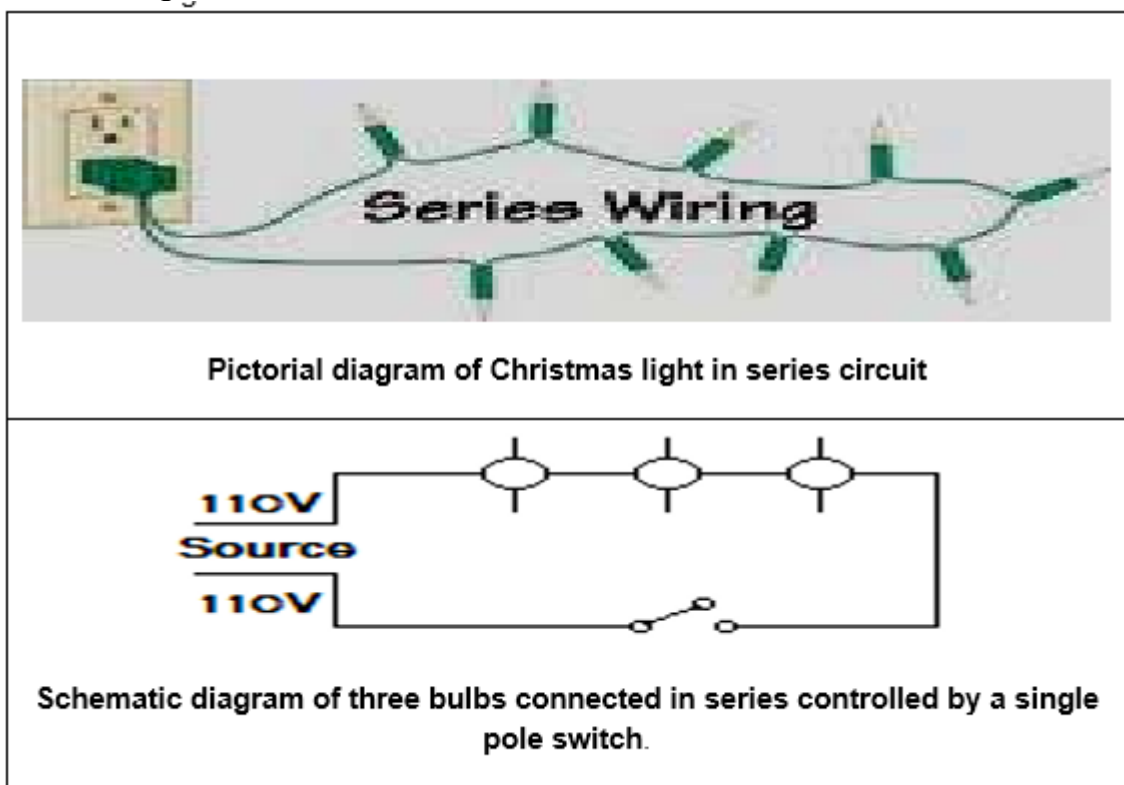 Series Wiring
Pictorial diagram of Christmas light in series circuit
110V
Source
110V
Schematic diagram of three bulbs connected in series controlled by a single
pole switch.